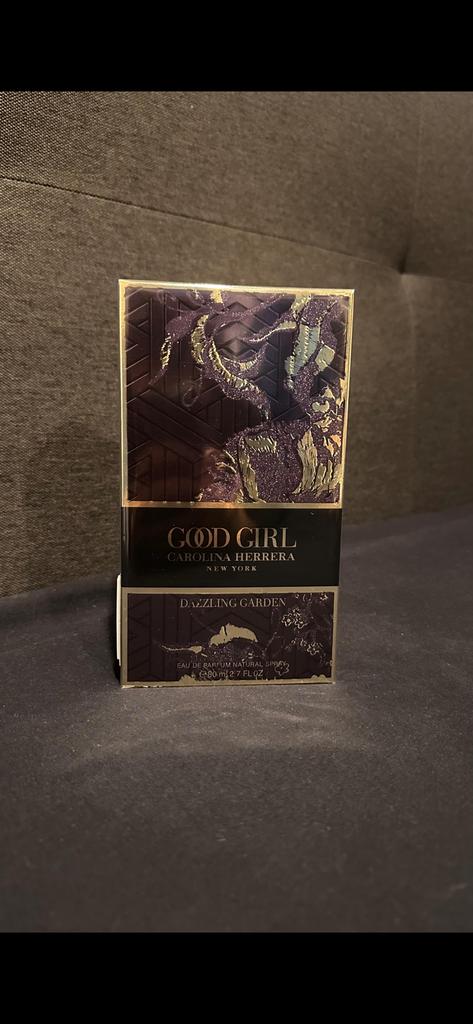 GOOD GIRL
CAROLINA HERRERA
NEW YORK
DAZZLING GARDEN
EAU DE PARFUM NATURAL SPRAY
℮ 80 ml 2.7 FL OZ